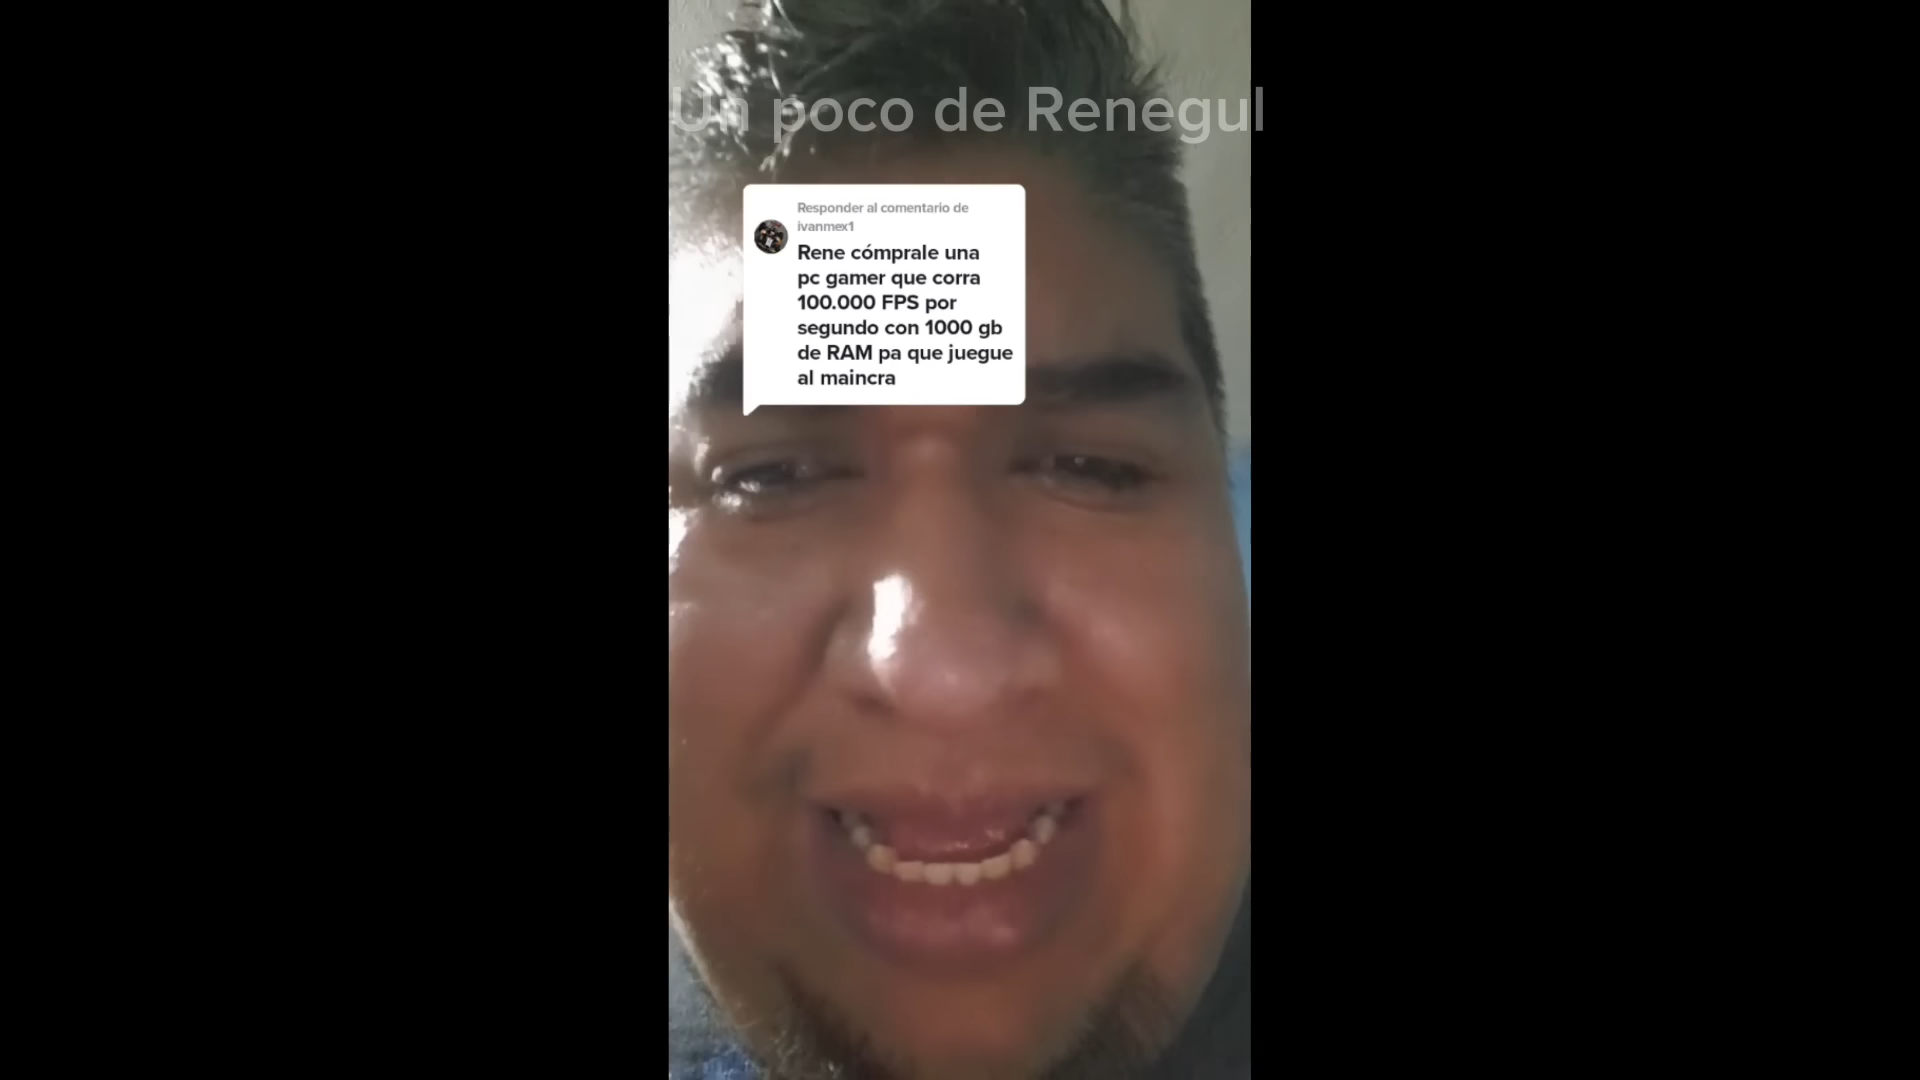 Un poco de Renegul
Responder al comentario de
ivanmex1
Rene cómprale una
pc gamer que corra
100.000 FPS por
segundo con 1000 gb
de RAM pa que juegue
al maincra